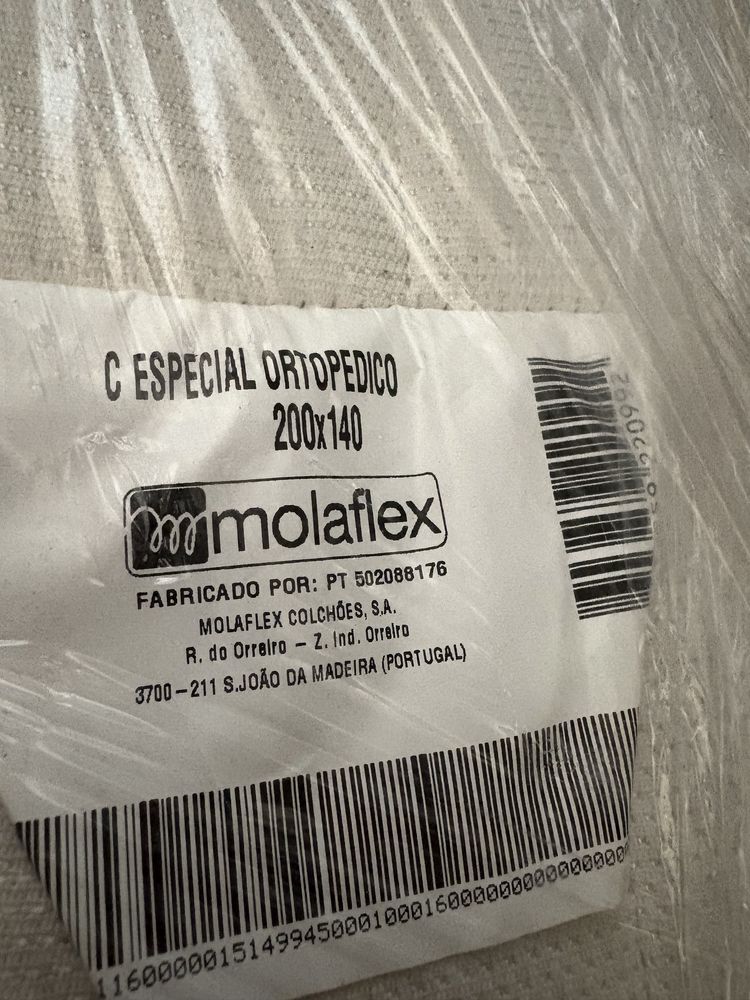 C ESPECIAL ORTOPEDICO
200x140
molaflex
FABRICADO POR: PT 502088176
MOLAFLEX COLCHÕES, S.A.
R. do Orreiro – Z. Ind. Orreiro
3700-211 S.JOÃO DA MADEIRA (PORTUGAL)